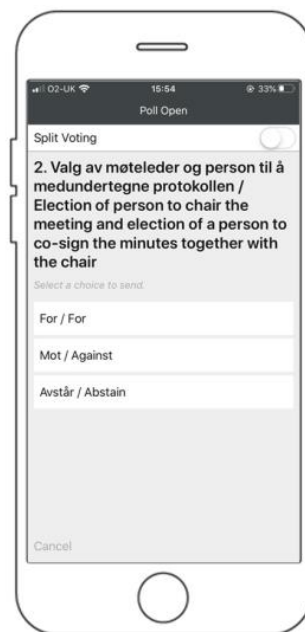 O2-UK 15:54 33%
Poll Open
Split Voting
2. Valg av møteleder og person til å
medundertegne protokollen /
Election of person to chair the
meeting and election of a person to
co-sign the minutes together with
the chair
Select a choice to send.
For / For
Mot / Against
Avstår / Abstain
Cancel